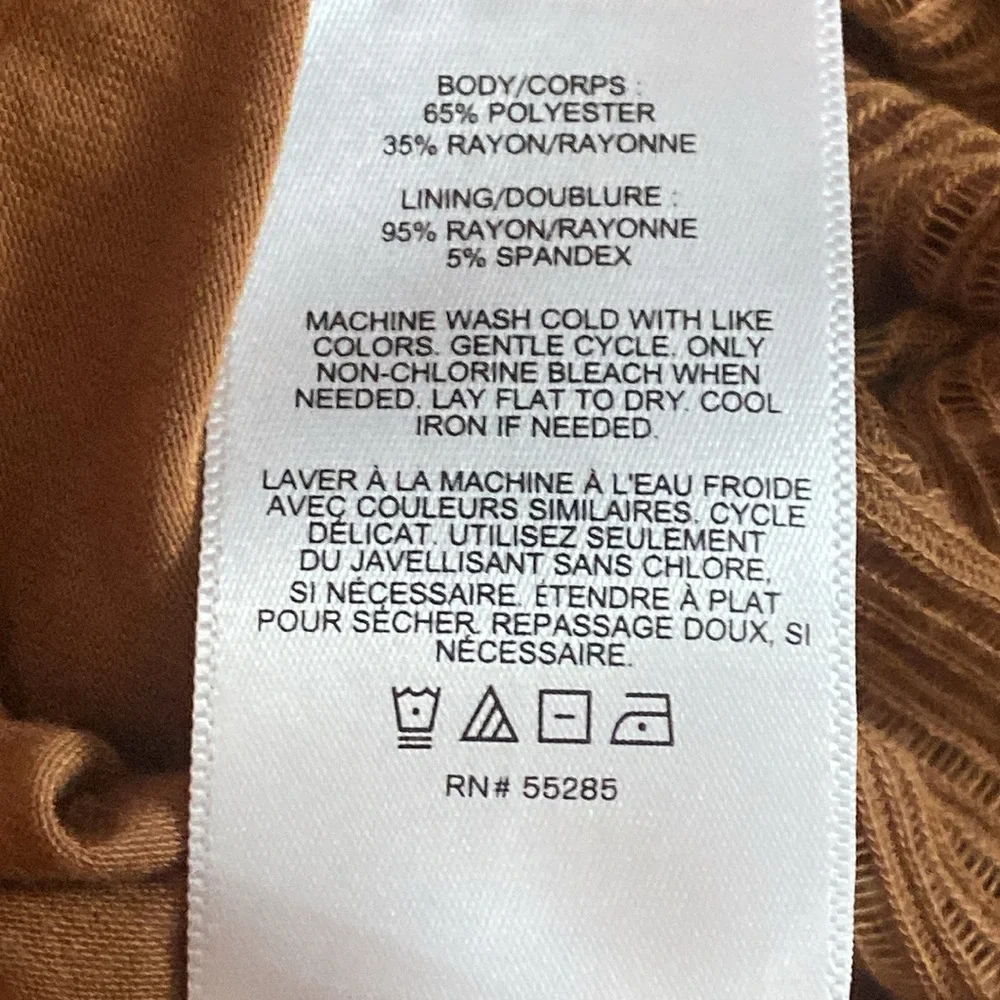 BODY/CORPS :
65% POLYESTER
35% RAYON/RAYONNE
LINING/DOUBLURE :
95% RAYON/RAYONNE
5% SPANDEX
MACHINE WASH COLD WITH LIKE
COLORS. GENTLE CYCLE. ONLY
NON-CHLORINE BLEACH WHEN
NEEDED. LAY FLAT TO DRY. COOL
IRON IF NEEDED.
LAVER À LA MACHINE À L'EAU FROIDE
AVEC COULEURS SIMILAIRES. CYCLE
DÉLICAT. UTILISEZ SEULEMENT
DU JAVELLISANT SANS CHLORE,
SI NÉCESSAIRE. ÉTENDRE À PLAT
POUR SÉCHER. REPASSAGE DOUX, SI
NÉCESSAIRE.
RN# 55285